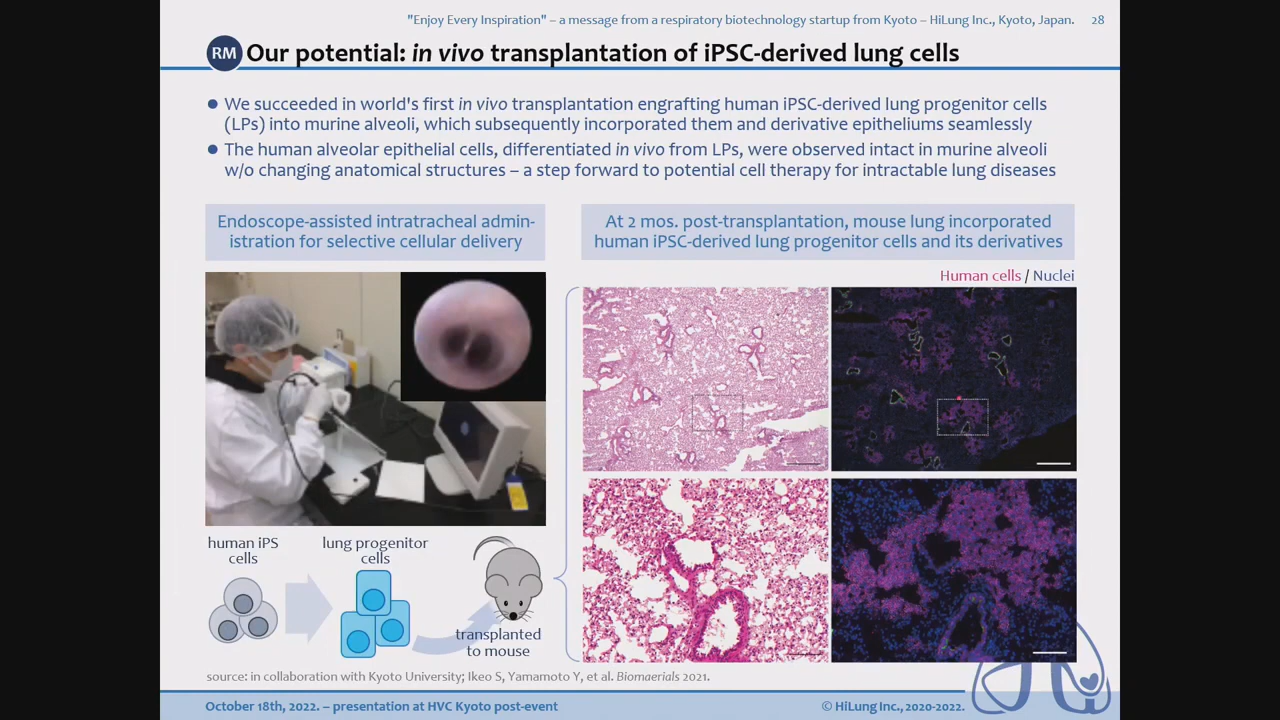 "Enjoy Every Inspiration" – a message from a respiratory biotechnology startup from Kyoto – HiLung Inc., Kyoto, Japan. 28
RM Our potential: in vivo transplantation of iPSC-derived lung cells
● We succeeded in world's first in vivo transplantation engrafting human iPSC-derived lung progenitor cells
(LPs) into murine alveoli, which subsequently incorporated them and derivative epitheliums seamlessly
● The human alveolar epithelial cells, differentiated in vivo from LPs, were observed intact in murine alveoli
w/o changing anatomical structures – a step forward to potential cell therapy for intractable lung diseases
Endoscope-assisted intratracheal admin-
istration for selective cellular delivery
At 2 mos. post-transplantation, mouse lung incorporated
human iPSC-derived lung progenitor cells and its derivatives
Human cells / Nuclei
human iPS
cells
lung progenitor
cells
transplanted
to mouse
source: in collaboration with Kyoto University; Ikeo S, Yamamoto Y, et al. Biomaerials 2021.
October 18th, 2022. – presentation at HVC Kyoto post-event
© HiLung Inc., 2020-2022.